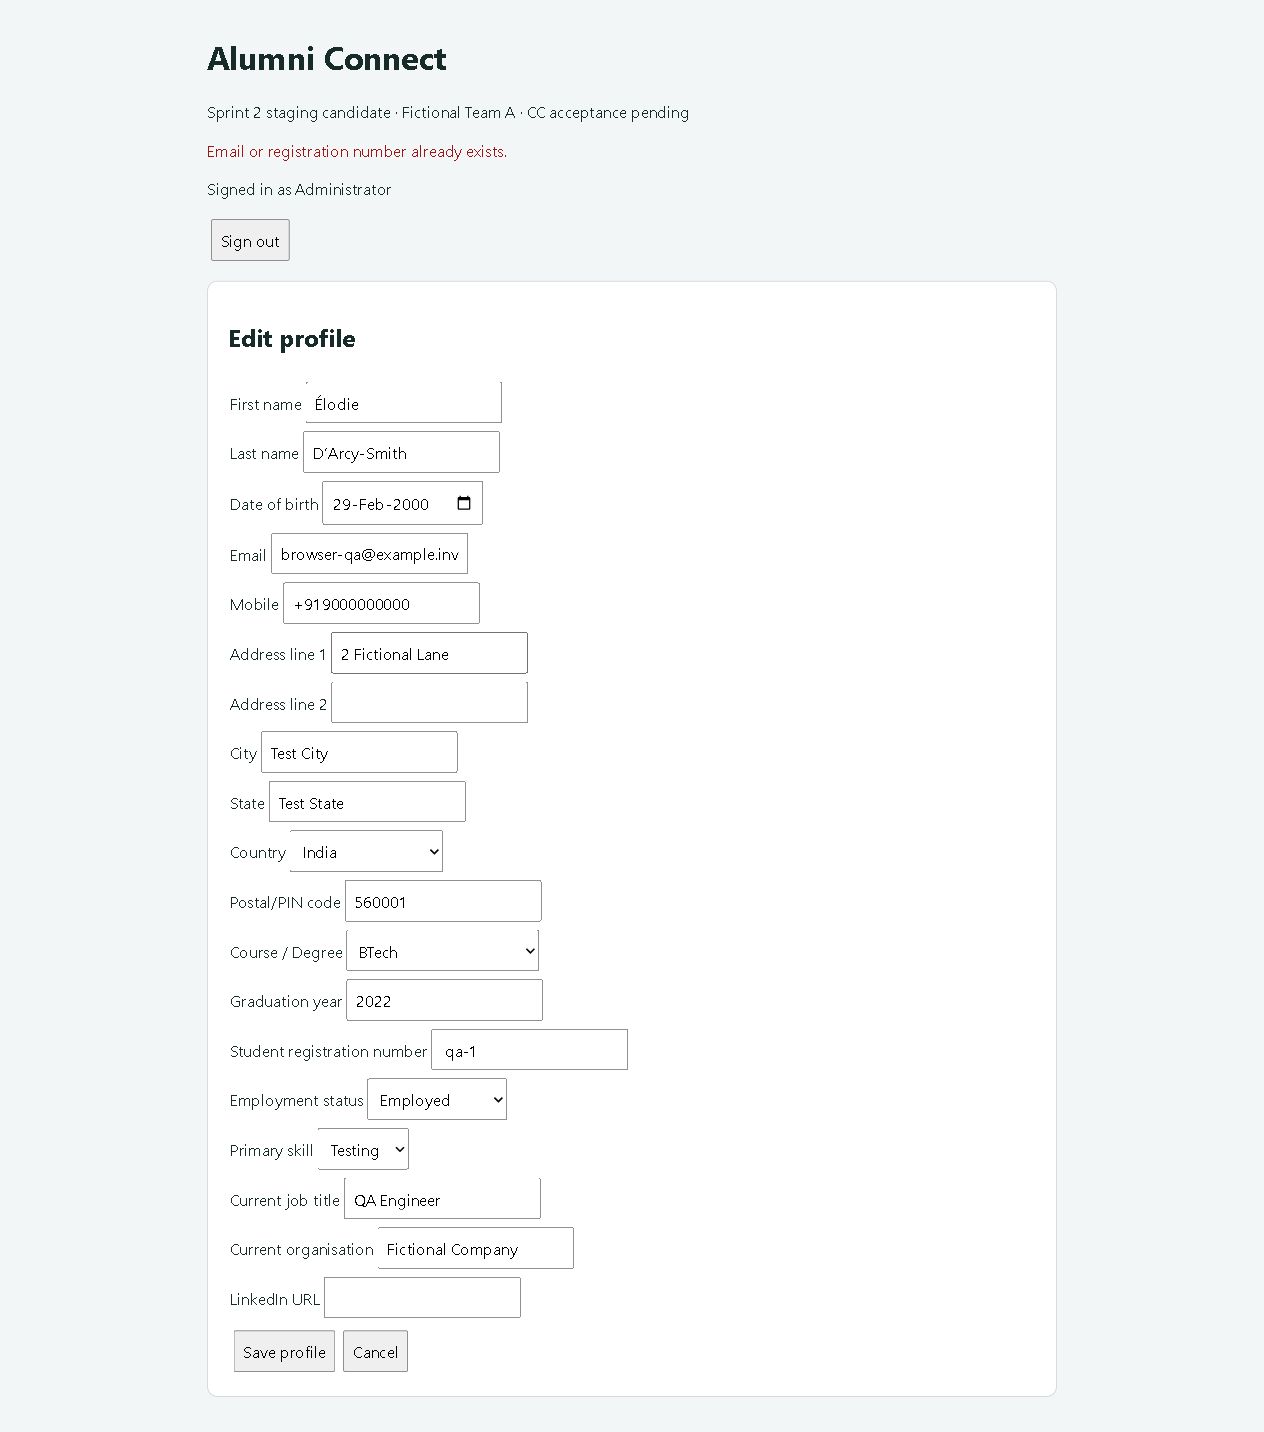 Alumni Connect
Sprint 2 staging candidate · Fictional Team A · CC acceptance pending
Email or registration number already exists.
Signed in as Administrator
Sign out
Edit profile
First name Élodie
Last name D'Arcy-Smith
Date of birth 29-Feb-2000
Email browser-qa@example.inv
Mobile +919000000000
Address line 1 2 Fictional Lane
Address line 2
City Test City
State Test State
Country India
Postal/PIN code 560001
Course / Degree BTech
Graduation year 2022
Student registration number qa-1
Employment status Employed
Primary skill Testing
Current job title QA Engineer
Current organisation Fictional Company
LinkedIn URL
Save profile Cancel